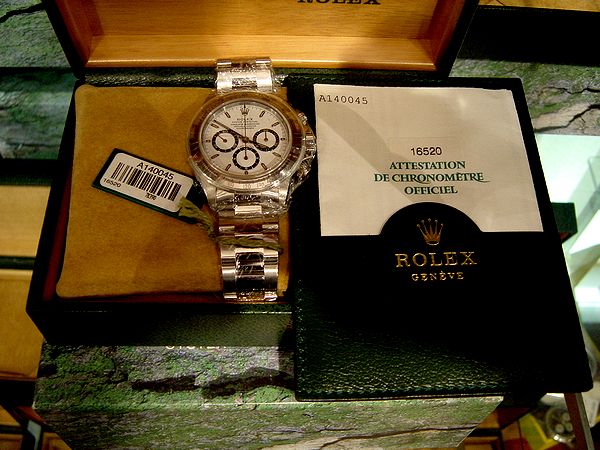 ROLEX
A140045
16520
A140045
16520
ATTESTATION
DE CHRONOMÈTRE
OFFICIEL
ROLEX
GENÈVE